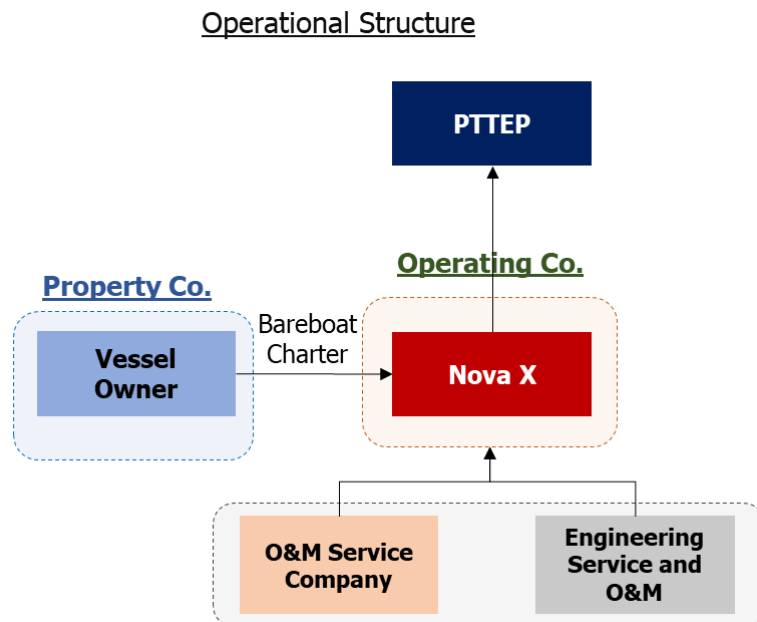 Operational Structure
PTTEP
Operating Co.
Property Co.
Bareboat
Charter
Vessel
Owner
Nova X
O&M Service
Company
Engineering
Service and
O&M